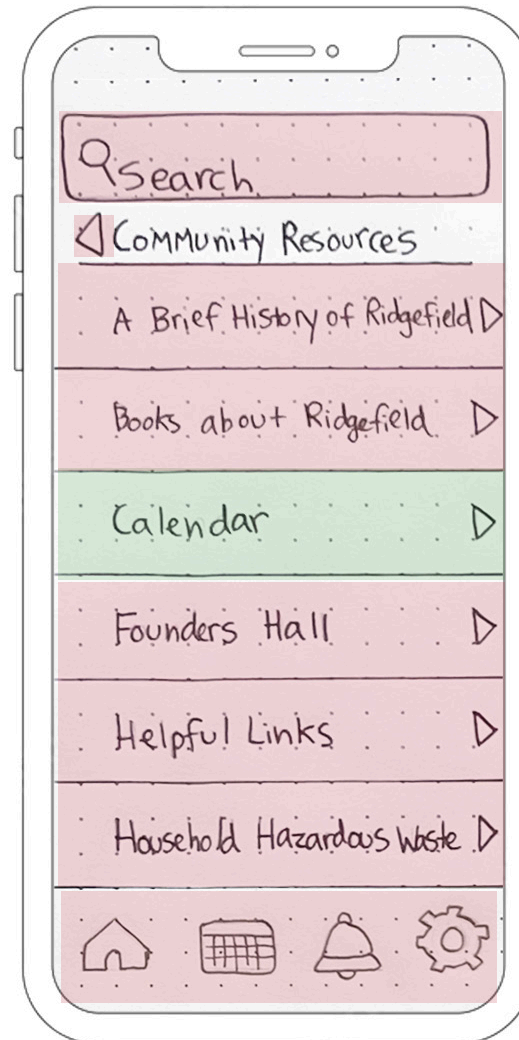 Search
Community Resources
A Brief History of Ridgefield
Books about Ridgefield
Calendar
Founders Hall
Helpful Links
Household Hazardous Waste